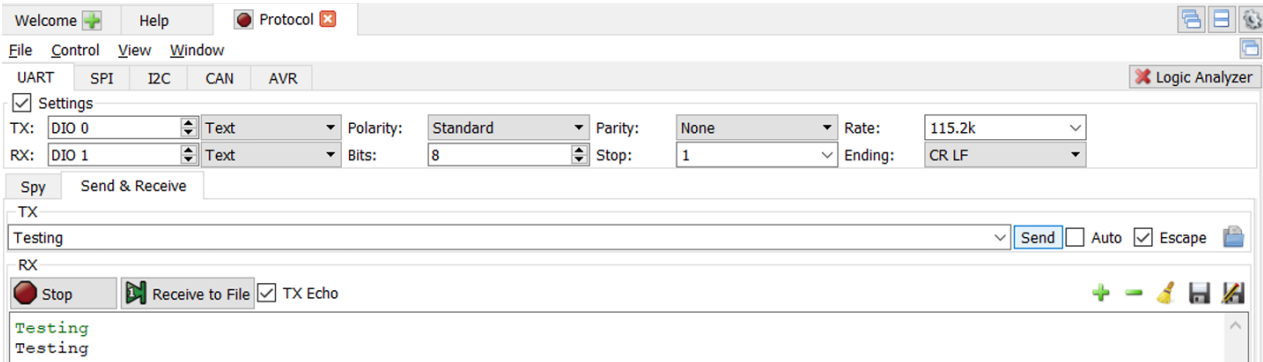 Welcome Help Protocol
File Control View Window
UART SPI I2C CAN AVR Logic Analyzer
Settings
TX: DIO 0 Text Polarity: Standard Parity: None Rate: 115.2k
RX: DIO 1 Text Bits: 8 Stop: 1 Ending: CR LF
Spy Send & Receive
TX
Testing Send Auto Escape
RX
Stop Receive to File TX Echo
Testing
Testing